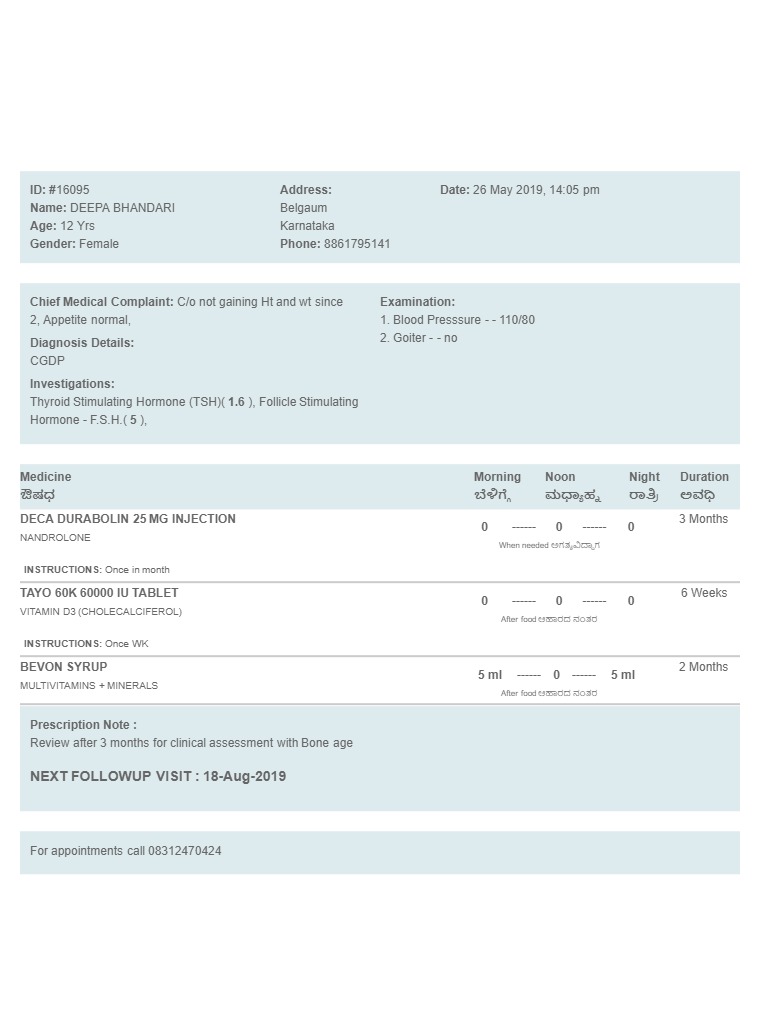 ID: #16095
Name: DEEPA BHANDARI
Age: 12 Yrs
Gender: Female
Address:
Belgaum
Karnataka
Phone: 8861795141
Date: 26 May 2019, 14:05 pm
Chief Medical Complaint: C/o not gaining Ht and wt since
2, Appetite normal,
Diagnosis Details:
CGDP
Investigations:
Thyroid Stimulating Hormone (TSH)( 1.6 ), Follicle Stimulating
Hormone - F.S.H.( 5 ),
Examination:
1. Blood Presssure - - 110/80
2. Goiter - - no
Medicine Morning Noon Night Duration
ಔಷಧ ಬೆಳಿಗ್ಗೆ ಮಧ್ಯಾಹ್ನ ರಾತ್ರಿ ಅವಧಿ
DECA DURABOLIN 25 MG INJECTION 3 Months
0 ------ 0 ------ 0
NANDROLONE
When needed ಅಗತ್ಯವಿದ್ದಾಗ
INSTRUCTIONS: Once in month
TAYO 60K 60000 IU TABLET 6 Weeks
0 ------ 0 ------ 0
VITAMIN D3 (CHOLECALCIFEROL)
After food ಆಹಾರದ ನಂತರ
INSTRUCTIONS: Once WK
BEVON SYRUP 2 Months
5 ml ------ 0 ------ 5 ml
MULTIVITAMINS + MINERALS
After food ಆಹಾರದ ನಂತರ
Prescription Note :
Review after 3 months for clinical assessment with Bone age
NEXT FOLLOWUP VISIT : 18-Aug-2019
For appointments call 08312470424